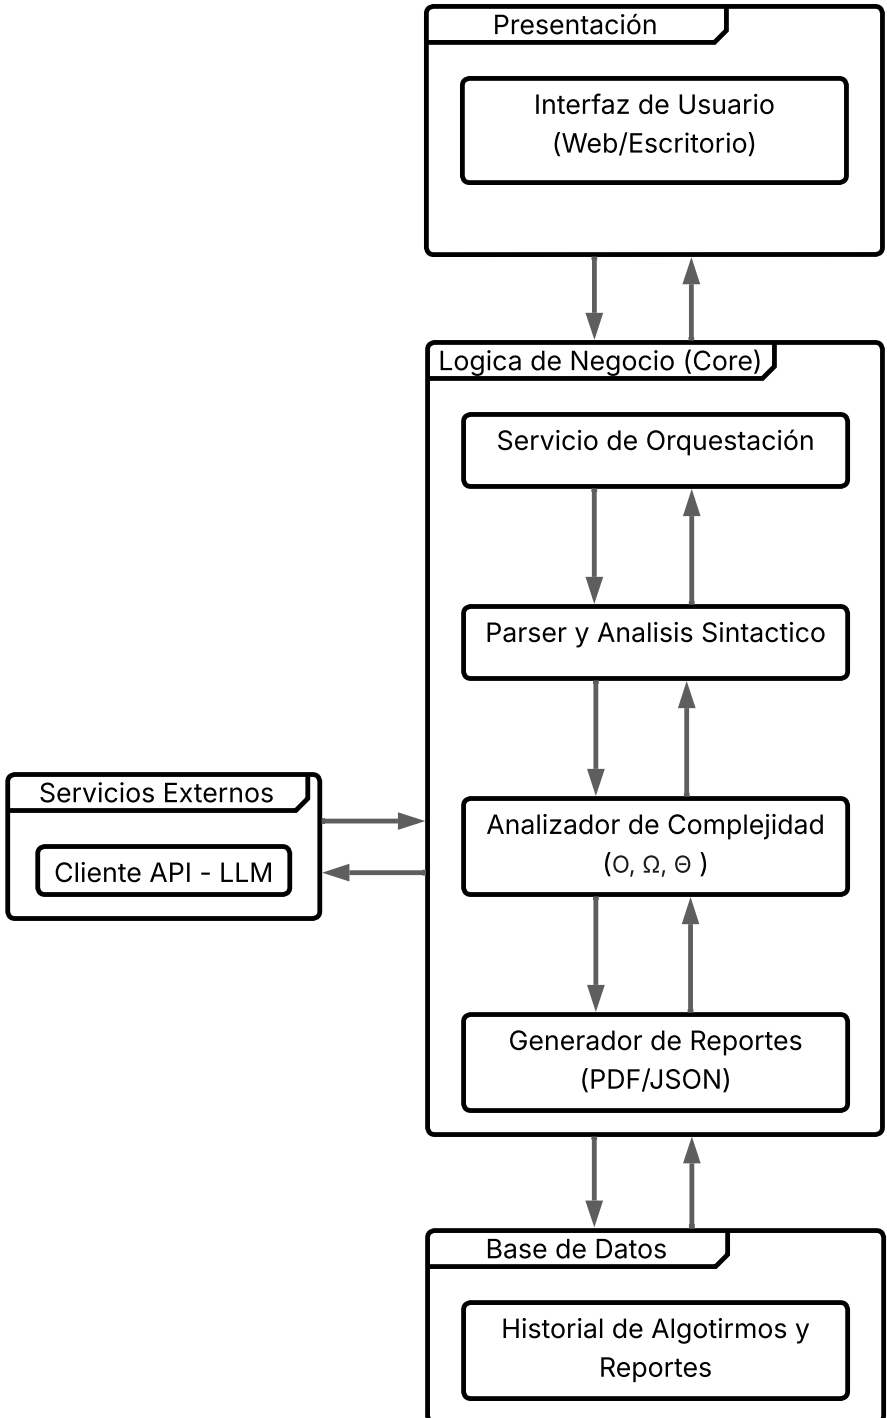 Presentación
Interfaz de Usuario
(Web/Escritorio)
Logica de Negocio (Core)
Servicio de Orquestación
Parser y Analisis Sintactico
Servicios Externos
Cliente API - LLM
Analizador de Complejidad
(O, Ω, Θ )
Generador de Reportes
(PDF/JSON)
Base de Datos
Historial de Algotirmos y
Reportes